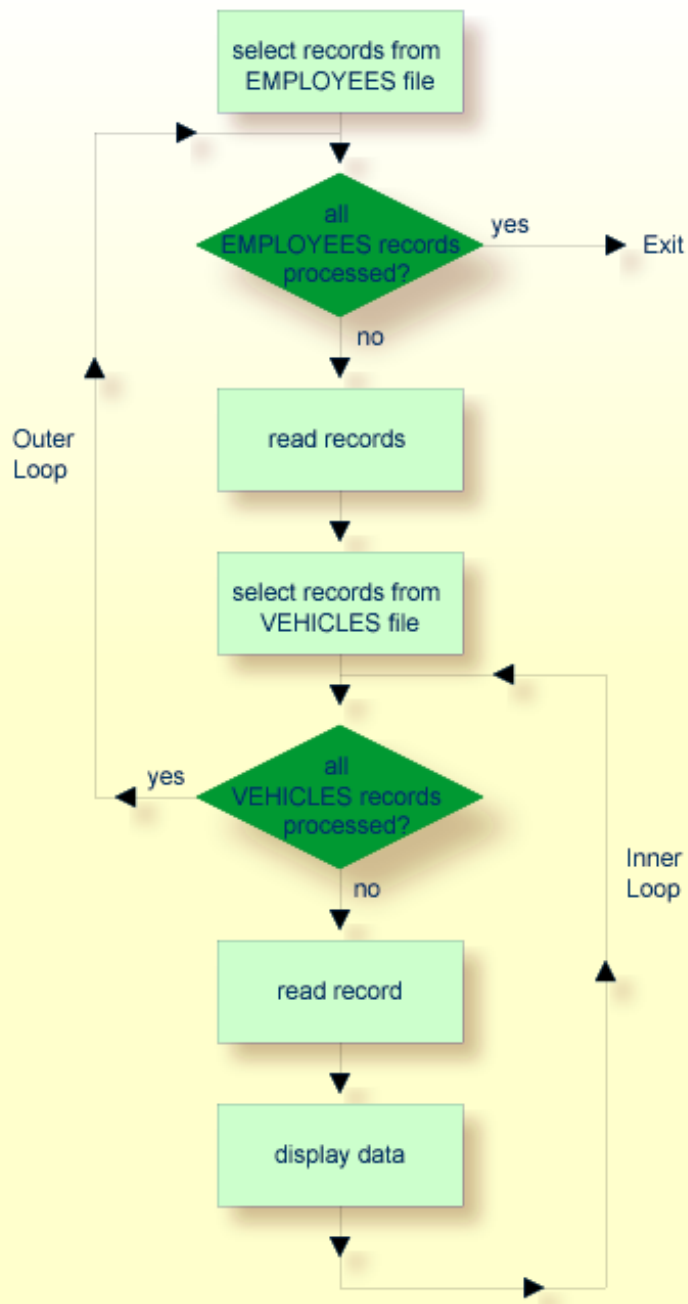 select records from
EMPLOYEES file
all
EMPLOYEES records
processed?
yes
Exit
no
read records
Outer
Loop
select records from
VEHICLES file
all
VEHICLES records
processed?
yes
no
Inner
Loop
read record
display data